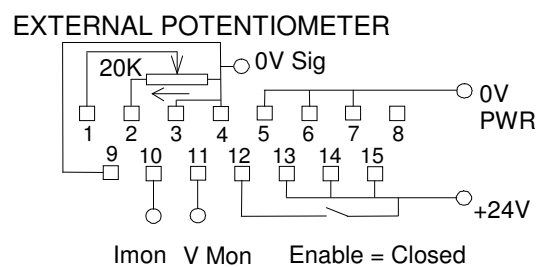 EXTERNAL POTENTIOMETER
20K
0V Sig
0V
PWR
1 2 3 4 5 6 7 8
9 10 11 12 13 14 15
+24V
Imon V Mon Enable = Closed